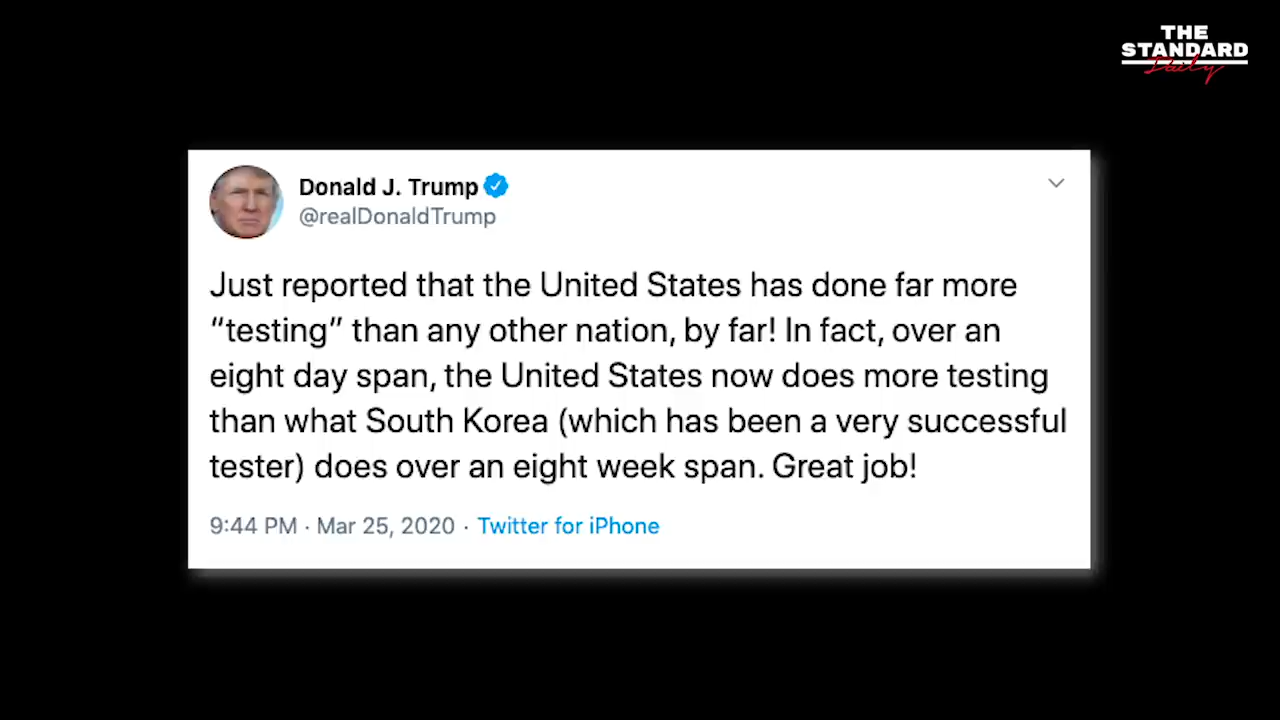 THE
STANDARD
Daily
Donald J. Trump
@realDonaldTrump
Just reported that the United States has done far more
“testing” than any other nation, by far! In fact, over an
eight day span, the United States now does more testing
than what South Korea (which has been a very successful
tester) does over an eight week span. Great job!
9:44 PM · Mar 25, 2020 · Twitter for iPhone